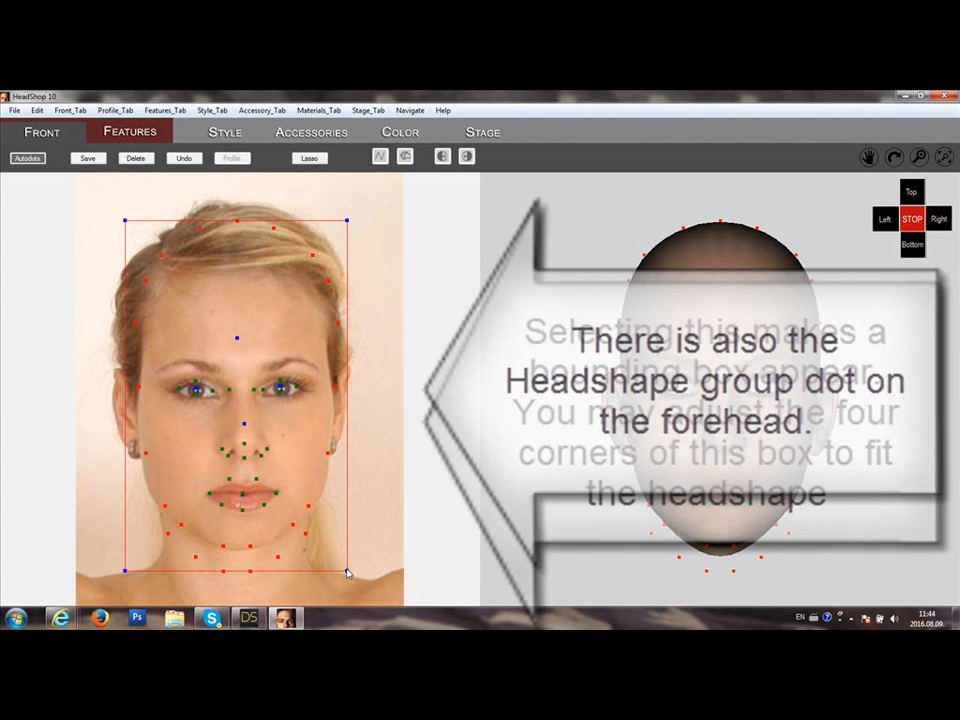 HeadShop 10
File Edit Front_Tab Profile_Tab Features_Tab Style_Tab Accessory_Tab Materials_Tab Stage_Tab Navigate Help
FRONT FEATURES STYLE ACCESSORIES COLOR STAGE
Autodots Save Delete Undo Profile Lasso
Top
Left STOP Right
Bottom
There is also the
Headshape group dot on
the forehead.
Selecting this makes a
bounding box appear
You may adjust the four
corners of this box to fit
the headshape
Ps S DS EN 11:44
2016.08.09.